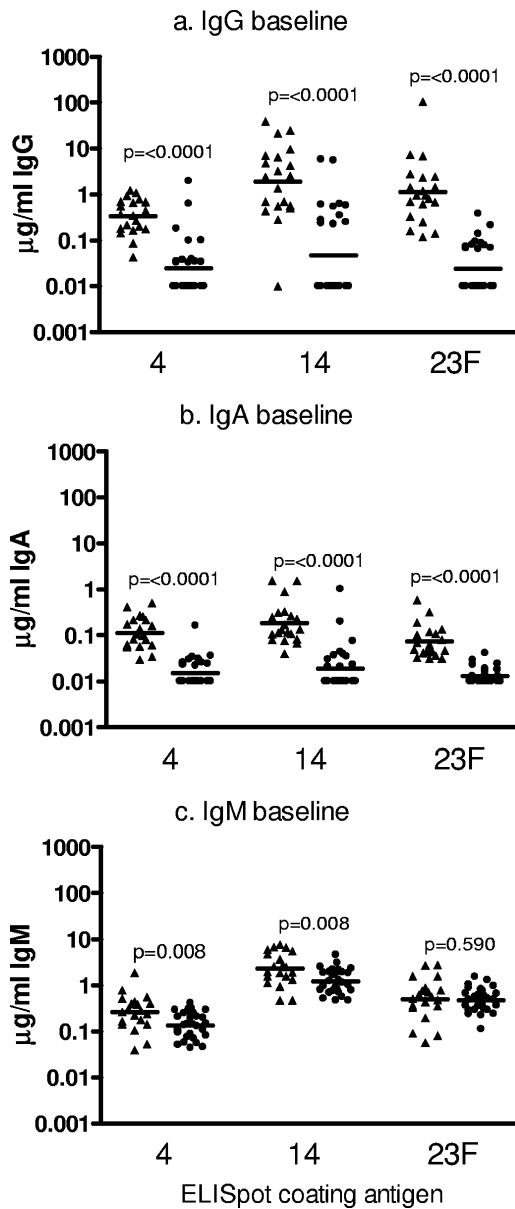 a. IgG baseline
1000
100
10
1
0.1
0.01
0.001
µg/ml IgG
p=<0.0001
p=<0.0001
p=<0.0001
4 14 23F
b. IgA baseline
1000
100
10
1
0.1
0.01
0.001
µg/ml IgA
p=<0.0001
p=<0.0001
p=<0.0001
4 14 23F
c. IgM baseline
1000
100
10
1
0.1
0.01
0.001
µg/ml IgM
p=0.008
p=0.008
p=0.590
4 14 23F
ELISpot coating antigen